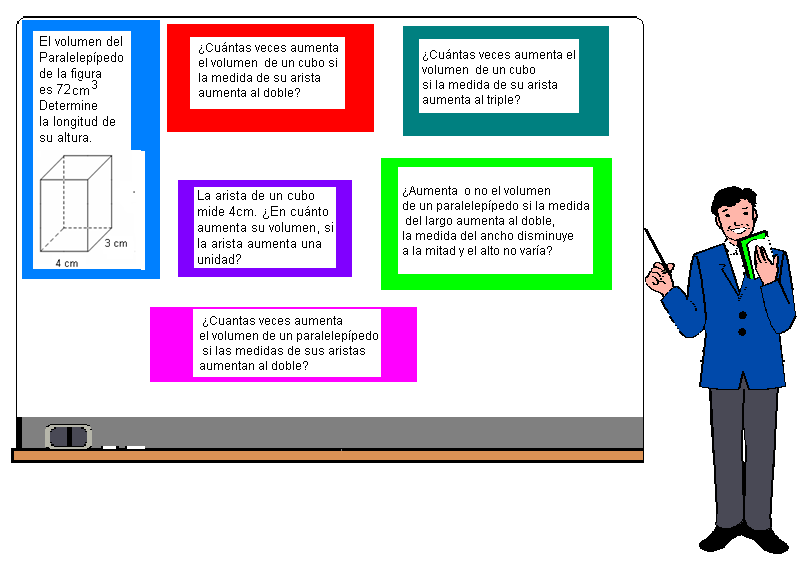 El volumen del
Paralelepípedo
de la figura
es 72cm3
Determine
la longitud de
su altura.
3 cm
4 cm
¿Cuántas veces aumenta
el volumen de un cubo si
la medida de su arista
aumenta al doble?
¿Cuántas veces aumenta el
volumen de un cubo
si la medida de su arista
aumenta al triple?
La arista de un cubo
mide 4cm. ¿En cuánto
aumenta su volumen, si
la arista aumenta una
unidad?
¿Aumenta o no el volumen
de un paralelepípedo si la medida
del largo aumenta al doble,
la medida del ancho disminuye
a la mitad y el alto no varía?
¿Cuantas veces aumenta
el volumen de un paralelepípedo
si las medidas de sus aristas
aumentan al doble?